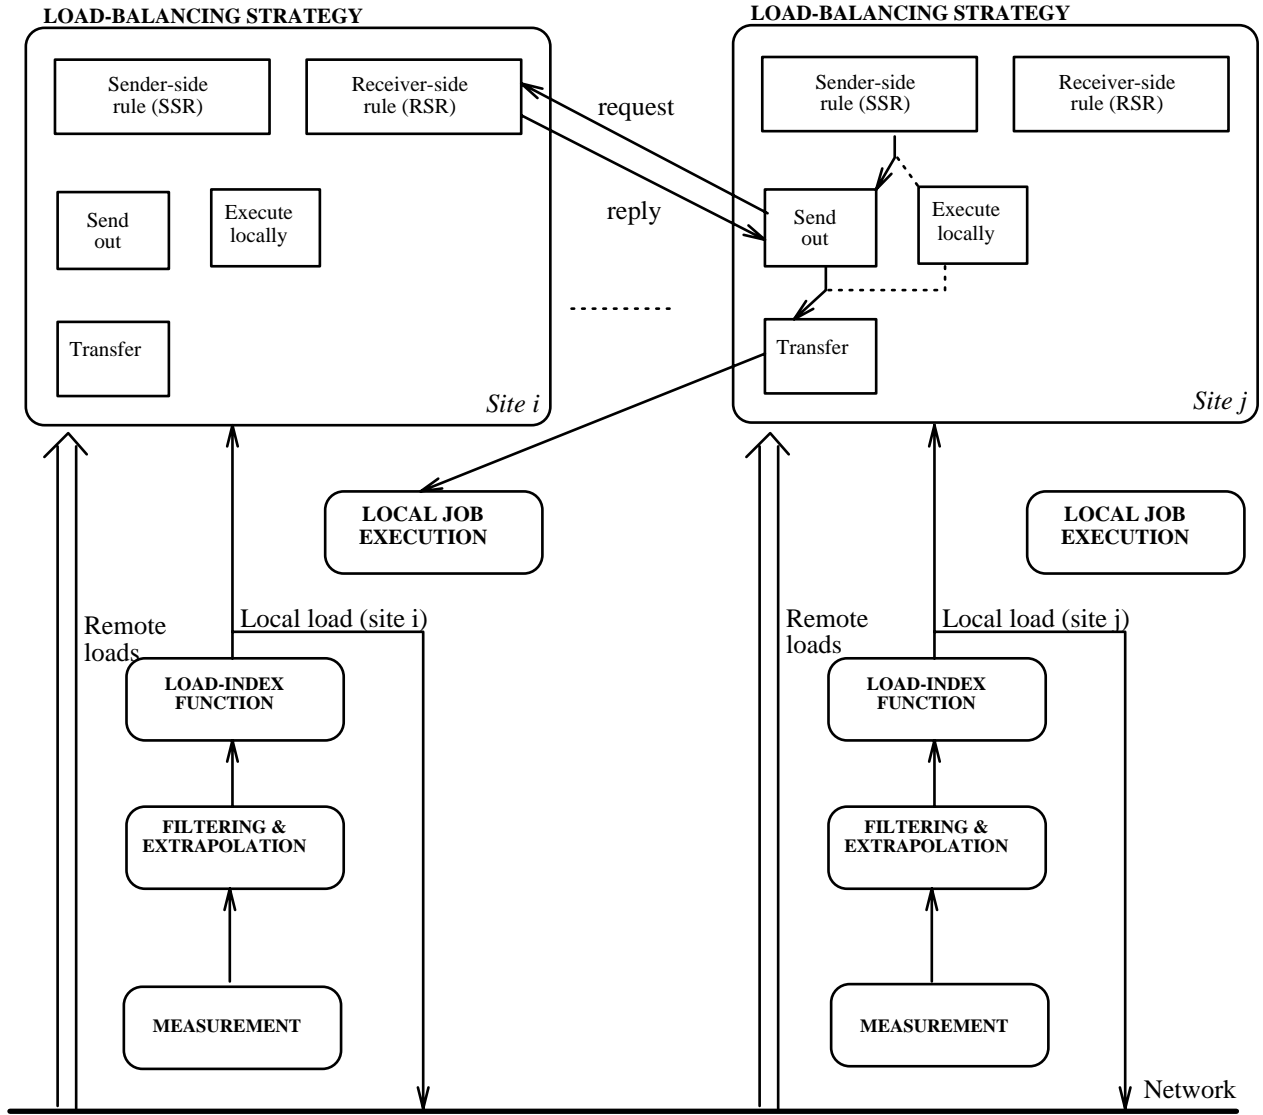 LOAD-BALANCING STRATEGY
Sender-side
rule (SSR)
Receiver-side
rule (RSR)
Send
out
Execute
locally
Transfer
Site i
request
reply
LOAD-BALANCING STRATEGY
Sender-side
rule (SSR)
Receiver-side
rule (RSR)
Send
out
Execute
locally
Transfer
Site j
LOCAL JOB
EXECUTION
Remote
loads
Local load (site i)
LOAD-INDEX
FUNCTION
FILTERING &
EXTRAPOLATION
MEASUREMENT
LOCAL JOB
EXECUTION
Remote
loads
Local load (site j)
LOAD-INDEX
FUNCTION
FILTERING &
EXTRAPOLATION
MEASUREMENT
Network